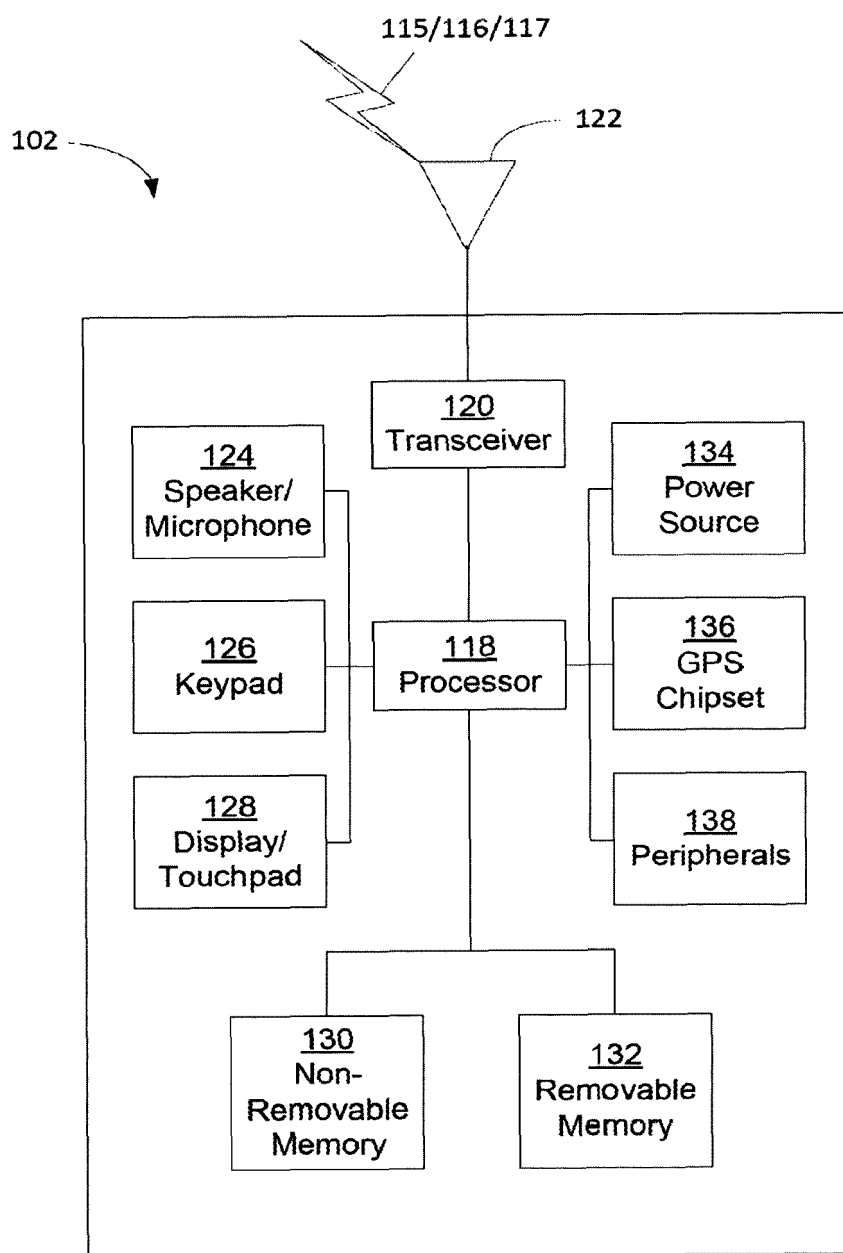 115/116/117
122
102
120
Transceiver
124
Speaker/
Microphone
134
Power
Source
126
Keypad
118
Processor
136
GPS
Chipset
128
Display/
Touchpad
138
Peripherals
130
Non-
Removable
Memory
132
Removable
Memory